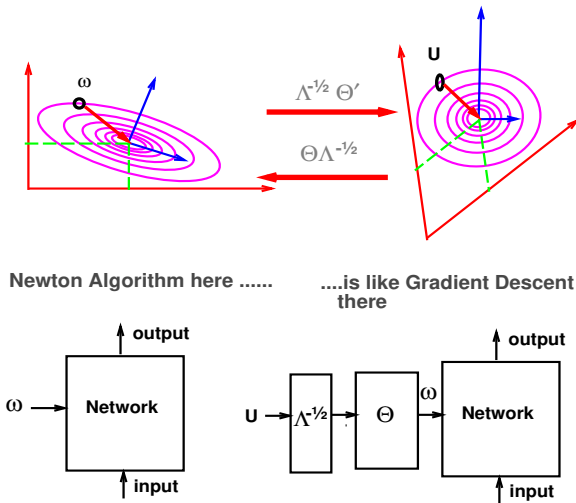 ω
U
Λ-½ Θ′
ΘΛ-½
Newton Algorithm here ......
....is like Gradient Descent
there
output
ω
Network
input
output
U
Λ-½
Θ
ω
Network
input